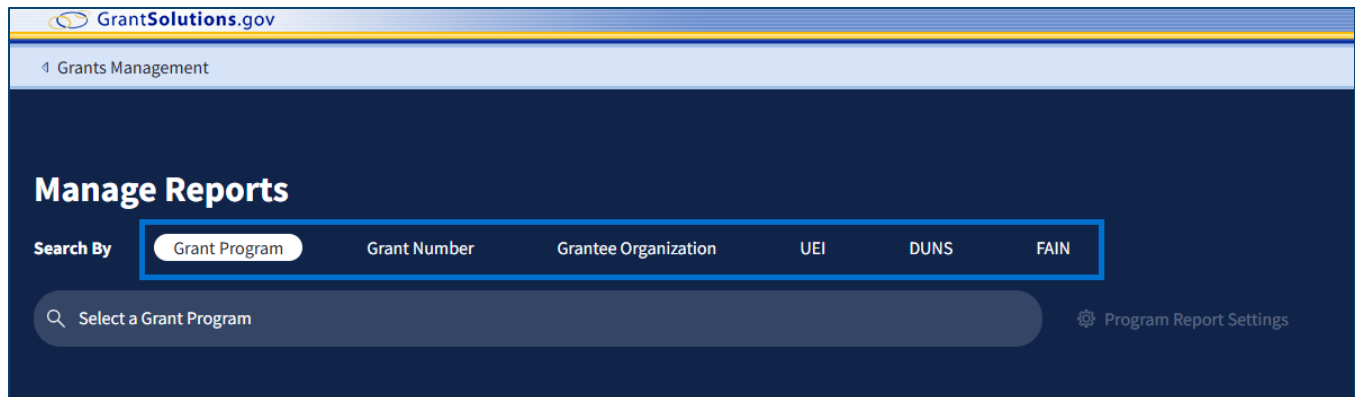 GrantSolutions.gov
Grants Management
Manage Reports
Search By Grant Program Grant Number Grantee Organization UEI DUNS FAIN
Select a Grant Program Program Report Settings